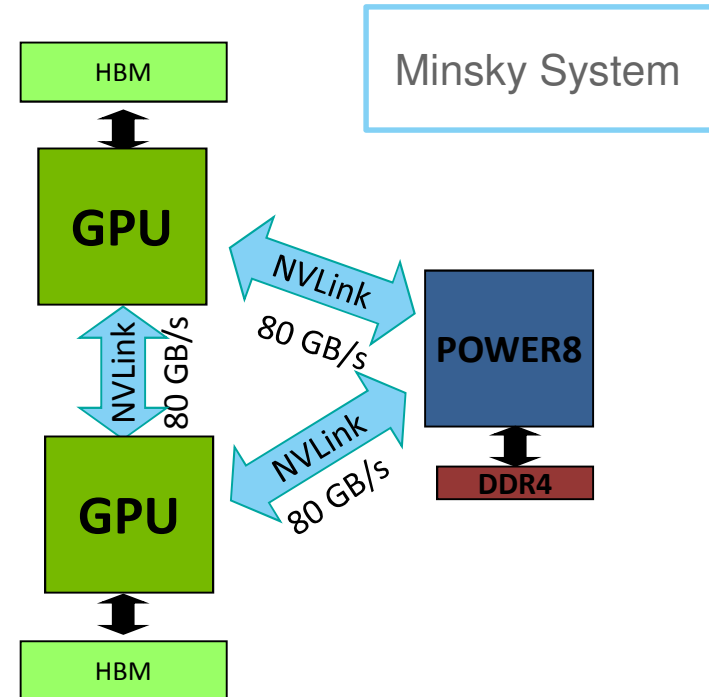 HBM
Minsky System
GPU
NVLink
80 GB/s
NVLink
80 GB/s
POWER8
NVLink
80 GB/s
GPU
DDR4
HBM